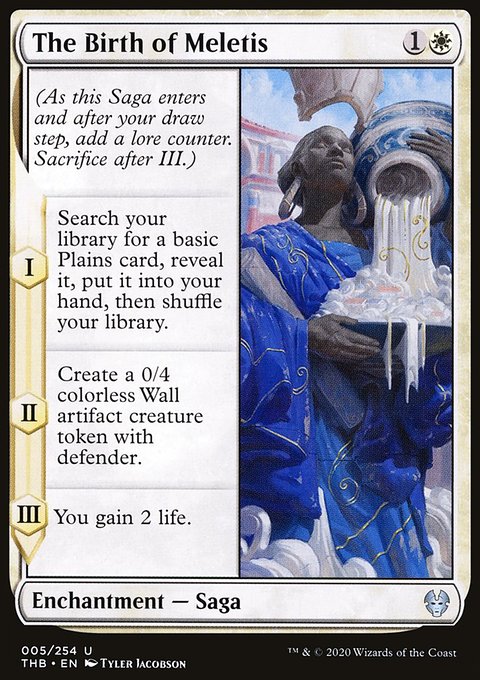 The Birth of Meletis 1
(As this Saga enters
and after your draw
step, add a lore counter.
Sacrifice after III.)
I
Search your
library for a basic
Plains card, reveal
it, put it into your
hand, then shuffle
your library.
II
Create a 0/4
colorless Wall
artifact creature
token with
defender.
III
You gain 2 life.
Enchantment — Saga
005/254 U
THB • EN Tyler Jacobson
™ & © 2020 Wizards of the Coast